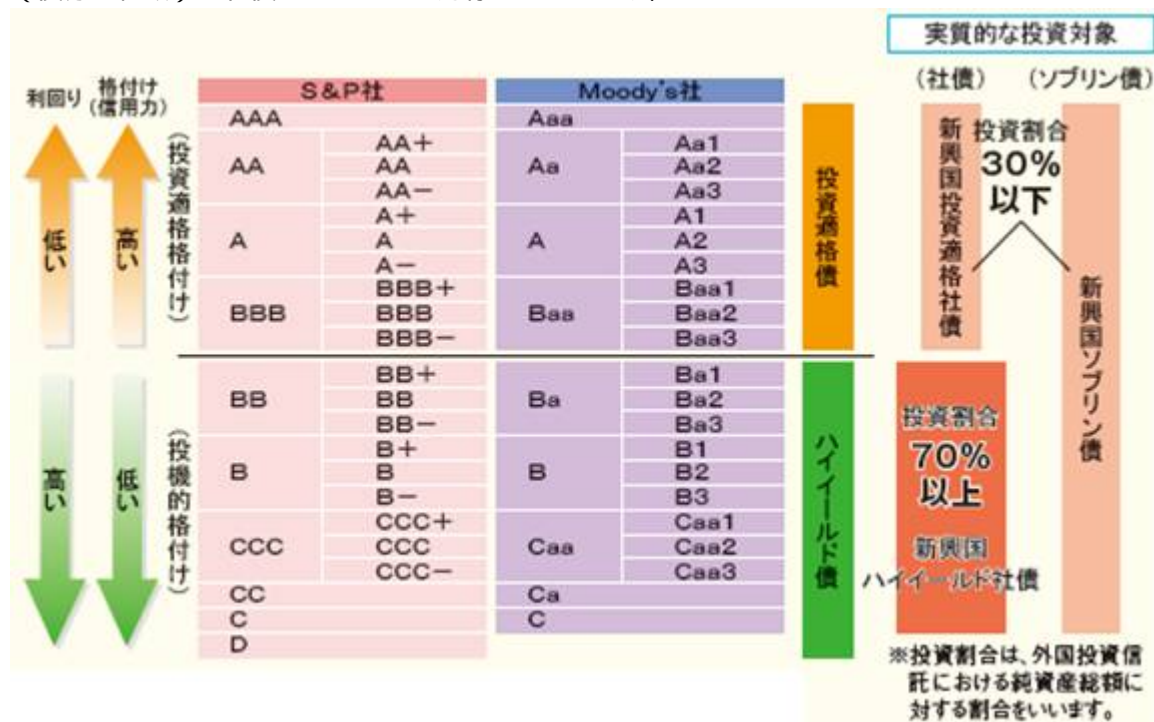 実質的な投資対象
利回り 格付け (信用力) S&P社 Moody's社 (社債) (ソブリン債)
AAA Aaa
AA AA+ Aa Aa1
AA Aa2
AA− Aa3
A A+ A A1
A A2
A− A3
BBB BBB+ Baa Baa1
BBB Baa2
BBB− Baa3
低い 高い (投資適格格付け) 投資適格債
新興国投資適格社債
投資割合
30%
以下
新興国ソブリン債
BB BB+ Ba Ba1
BB Ba2
BB− Ba3
B B+ B B1
B B2
B− B3
CCC CCC+ Caa Caa1
CCC Caa2
CCC− Caa3
CC Ca
C C
D
高い 低い (投機的格付け) ハイイールド債
投資割合
70%
以上
新興国
ハイイールド社債
※投資割合は、外国投資信
託における純資産総額に
対する割合をいいます。